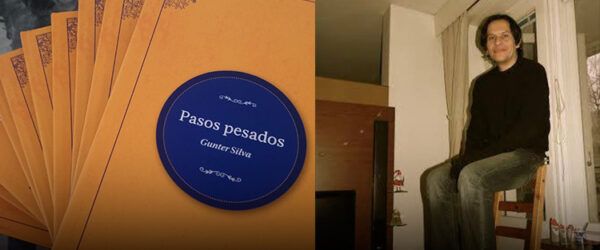 Pasos pesados
Gunter Silva